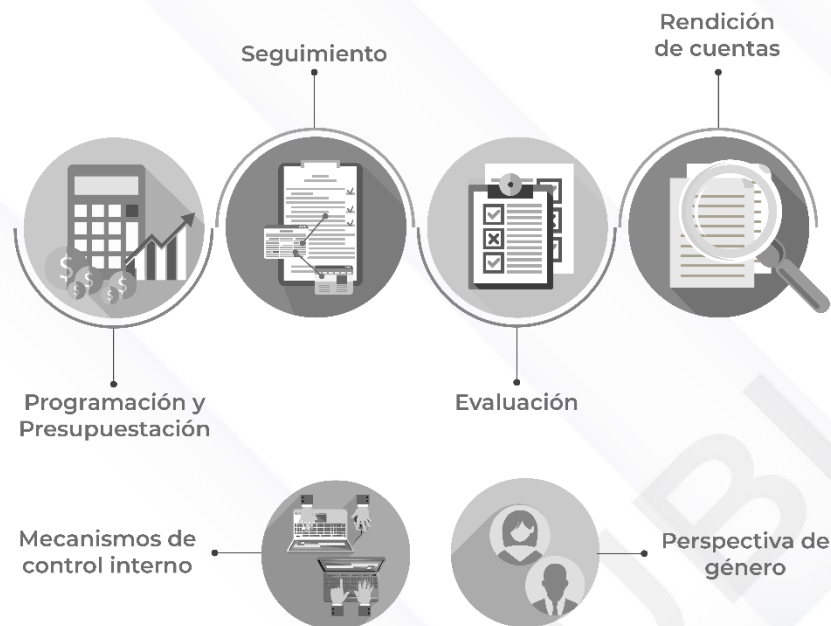 Seguimiento
Rendición
de cuentas
Programación y
Presupuestación
Evaluación
Mecanismos de
control interno
Perspectiva de
género